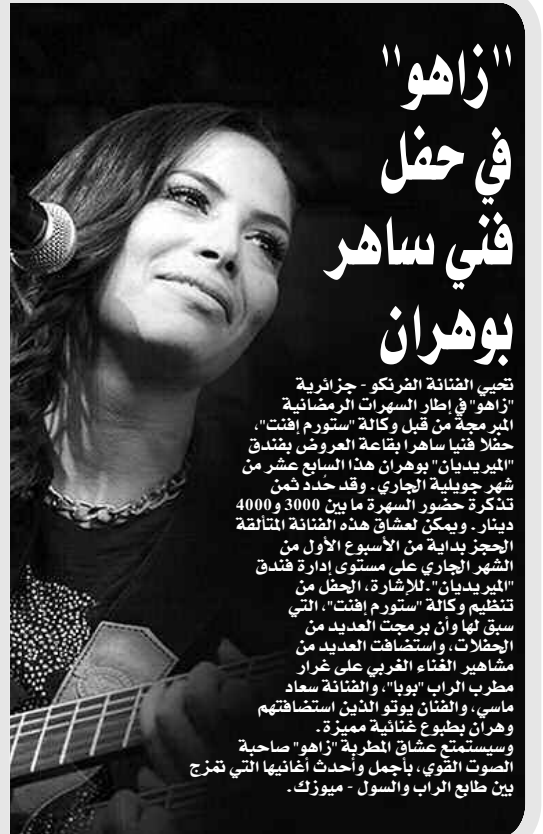 "زاهو"
في حفل
فني ساهر
بوهران
تحيي الفنانة الفرنكو - جزائرية
"زاهو" في إطار السهرات الرمضانية
المبرمجة من قبل وكالة "ستورم إفنت"،
حفلا فنيا ساهرا بقاعة العروض بفندق
"الميريديان" بوهران هذا السابع عشر من
شهر جويلية الجاري. وقد حُدد ثمن
تذكرة حضور السهرة ما بين 3000 و4000
دينار. ويمكن لعشاق هذه الفنانة المتألقة
الحجز بداية من الأسبوع الأول من
الشهر الجاري على مستوى إدارة فندق
"الميريديان".للإشارة، الحفل من
تنظيم وكالة "ستورم إفنت"، التي
سبق لها وأن برمجت العديد من
الحفلات، واستضافت العديد من
مشاهير الغناء الغربي على غرار
مطرب الراب "بوبا"، والفنانة سعاد
ماسي، والفنان يوتو الذين استضافتهم
وهران بطبوع غنائية مميزة.
وسيستمتع عشاق المطربة "زاهو" صاحبة
الصوت القوي، بأجمل وأحدث أغانيها التي تمزج
بين طابع الراب والسول - ميوزك.